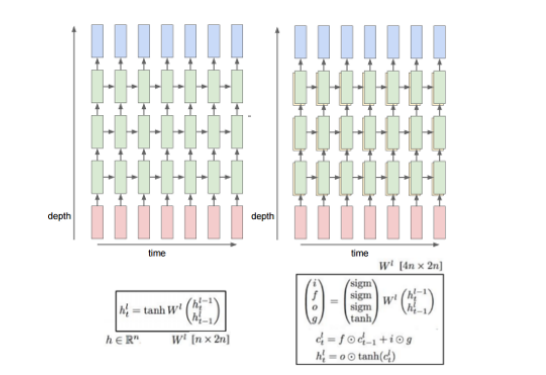 depth
time
h_t^l = tanh W^l (h_t^{l-1} h_{t-1}^l)
h ∈ ℝ^n W^l [n × 2n]
depth
time
W^l [4n × 2n]
(i f o g) = (sigm sigm sigm tanh) W^l (h_t^{l-1} h_{t-1}^l)
c_t^l = f ⊙ c_{t-1}^l + i ⊙ g
h_t^l = o ⊙ tanh(c_t^l)